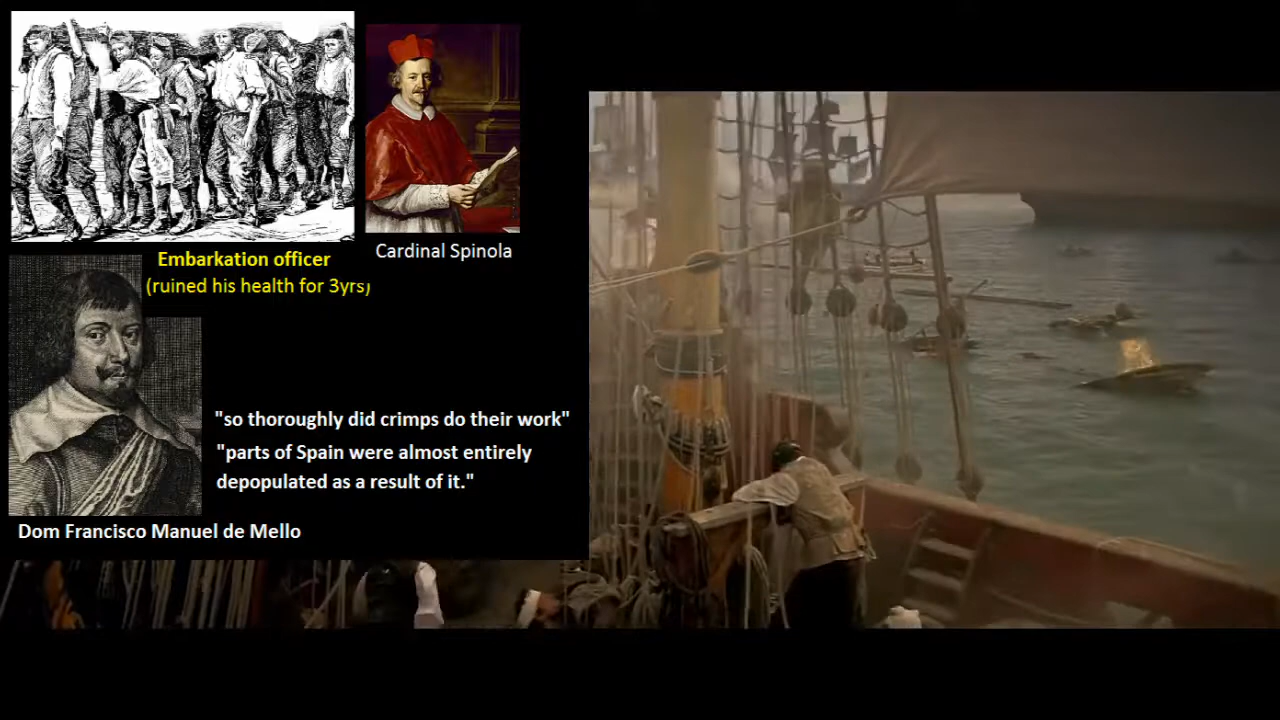 Cardinal Spinola
Embarkation officer
(ruined his health for 3yrs)
"so thoroughly did crimps do their work"
"parts of Spain were almost entirely
depopulated as a result of it."
Dom Francisco Manuel de Mello